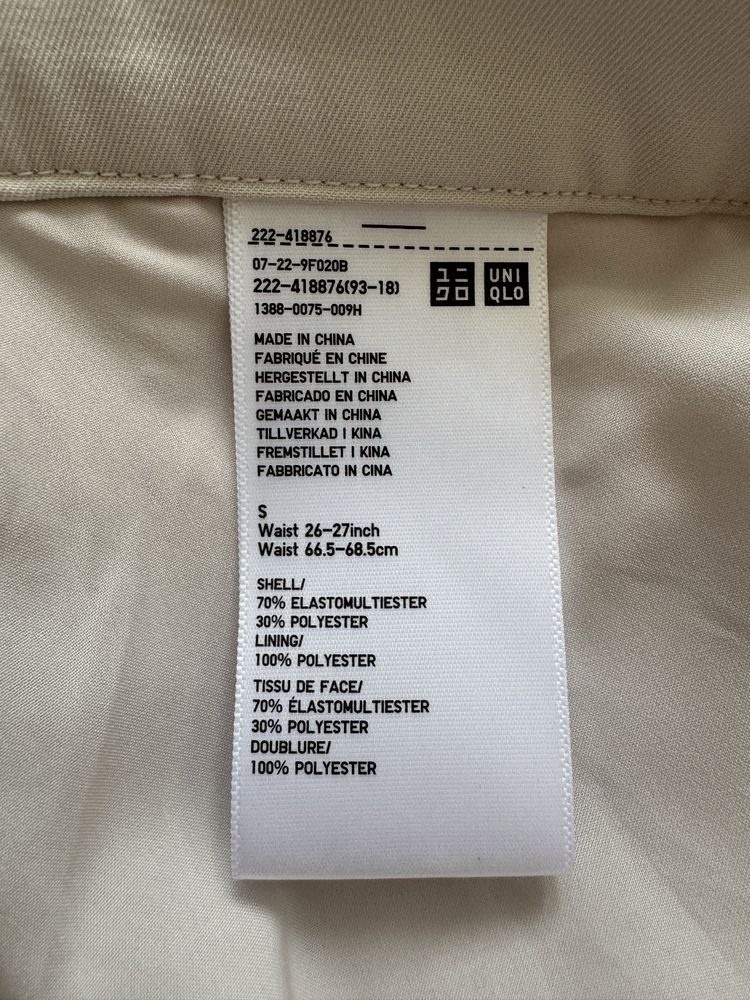 222-418876
07-22-9F020B
222-418876(93-18)
1388-0075-009H
ユニ
クロ
UNI
QLO
MADE IN CHINA
FABRIQUÉ EN CHINE
HERGESTELLT IN CHINA
FABRICADO EN CHINA
GEMAAKT IN CHINA
TILLVERKAD I KINA
FREMSTILLET I KINA
FABBRICATO IN CINA
S
Waist 26-27inch
Waist 66.5-68.5cm
SHELL/
70% ELASTOMULTIESTER
30% POLYESTER
LINING/
100% POLYESTER
TISSU DE FACE/
70% ÉLASTOMULTIESTER
30% POLYESTER
DOUBLURE/
100% POLYESTER